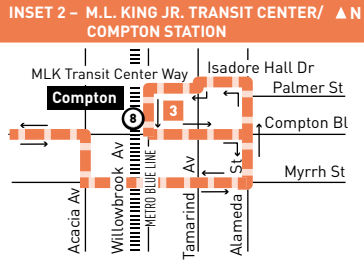 INSET 2 – M.L. KING JR. TRANSIT CENTER/ ▲N
COMPTON STATION
MLK Transit Center Way
Isadore Hall Dr
Palmer St
Compton
8
3
Compton Bl
Myrrh St
Acacia Av
Willowbrook Av
METRO BLUE LINE
Tamarind Av
Alameda St